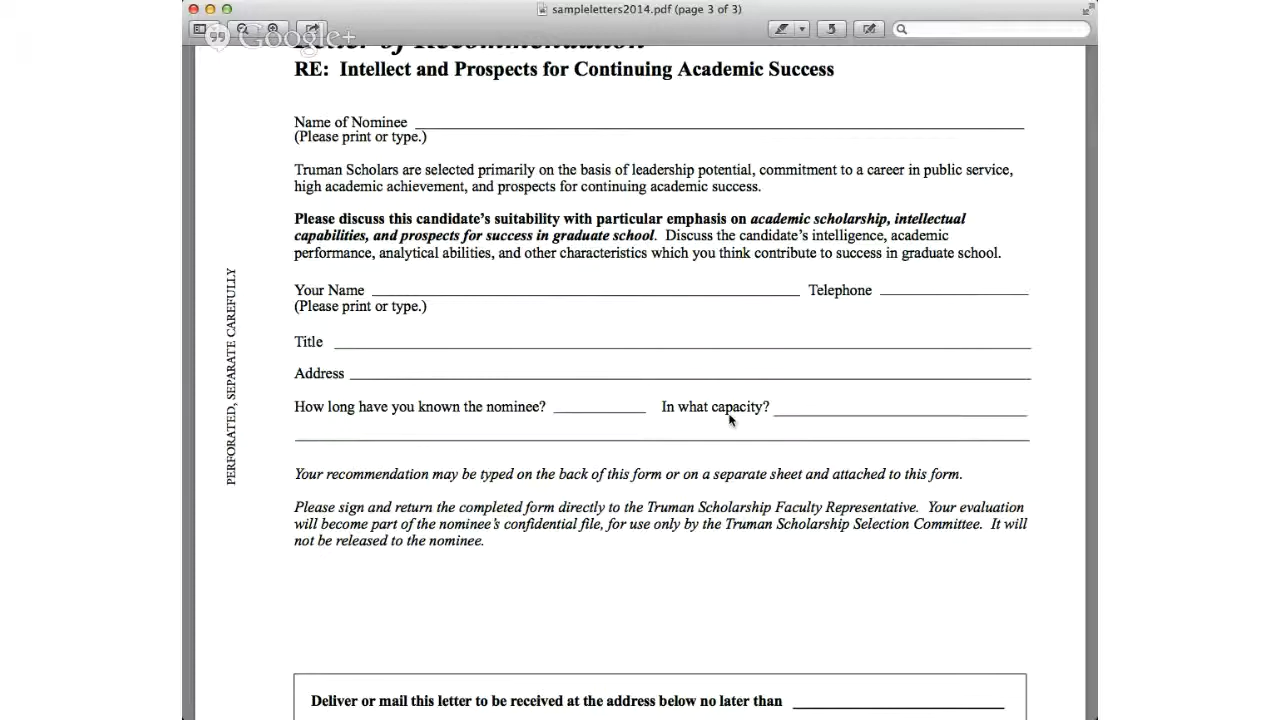 sampleletters2014.pdf (page 3 of 3)
Google+
Letter of Recommendation
RE: Intellect and Prospects for Continuing Academic Success
Name of Nominee
(Please print or type.)
Truman Scholars are selected primarily on the basis of leadership potential, commitment to a career in public service,
high academic achievement, and prospects for continuing academic success.
Please discuss this candidate's suitability with particular emphasis on academic scholarship, intellectual
capabilities, and prospects for success in graduate school. Discuss the candidate's intelligence, academic
performance, analytical abilities, and other characteristics which you think contribute to success in graduate school.
Your Name Telephone
(Please print or type.)
Title
Address
How long have you known the nominee? In what capacity?
Your recommendation may be typed on the back of this form or on a separate sheet and attached to this form.
Please sign and return the completed form directly to the Truman Scholarship Faculty Representative. Your evaluation
will become part of the nominee's confidential file, for use only by the Truman Scholarship Selection Committee. It will
not be released to the nominee.
PERFORATED, SEPARATE CAREFULLY
Deliver or mail this letter to be received at the address below no later than